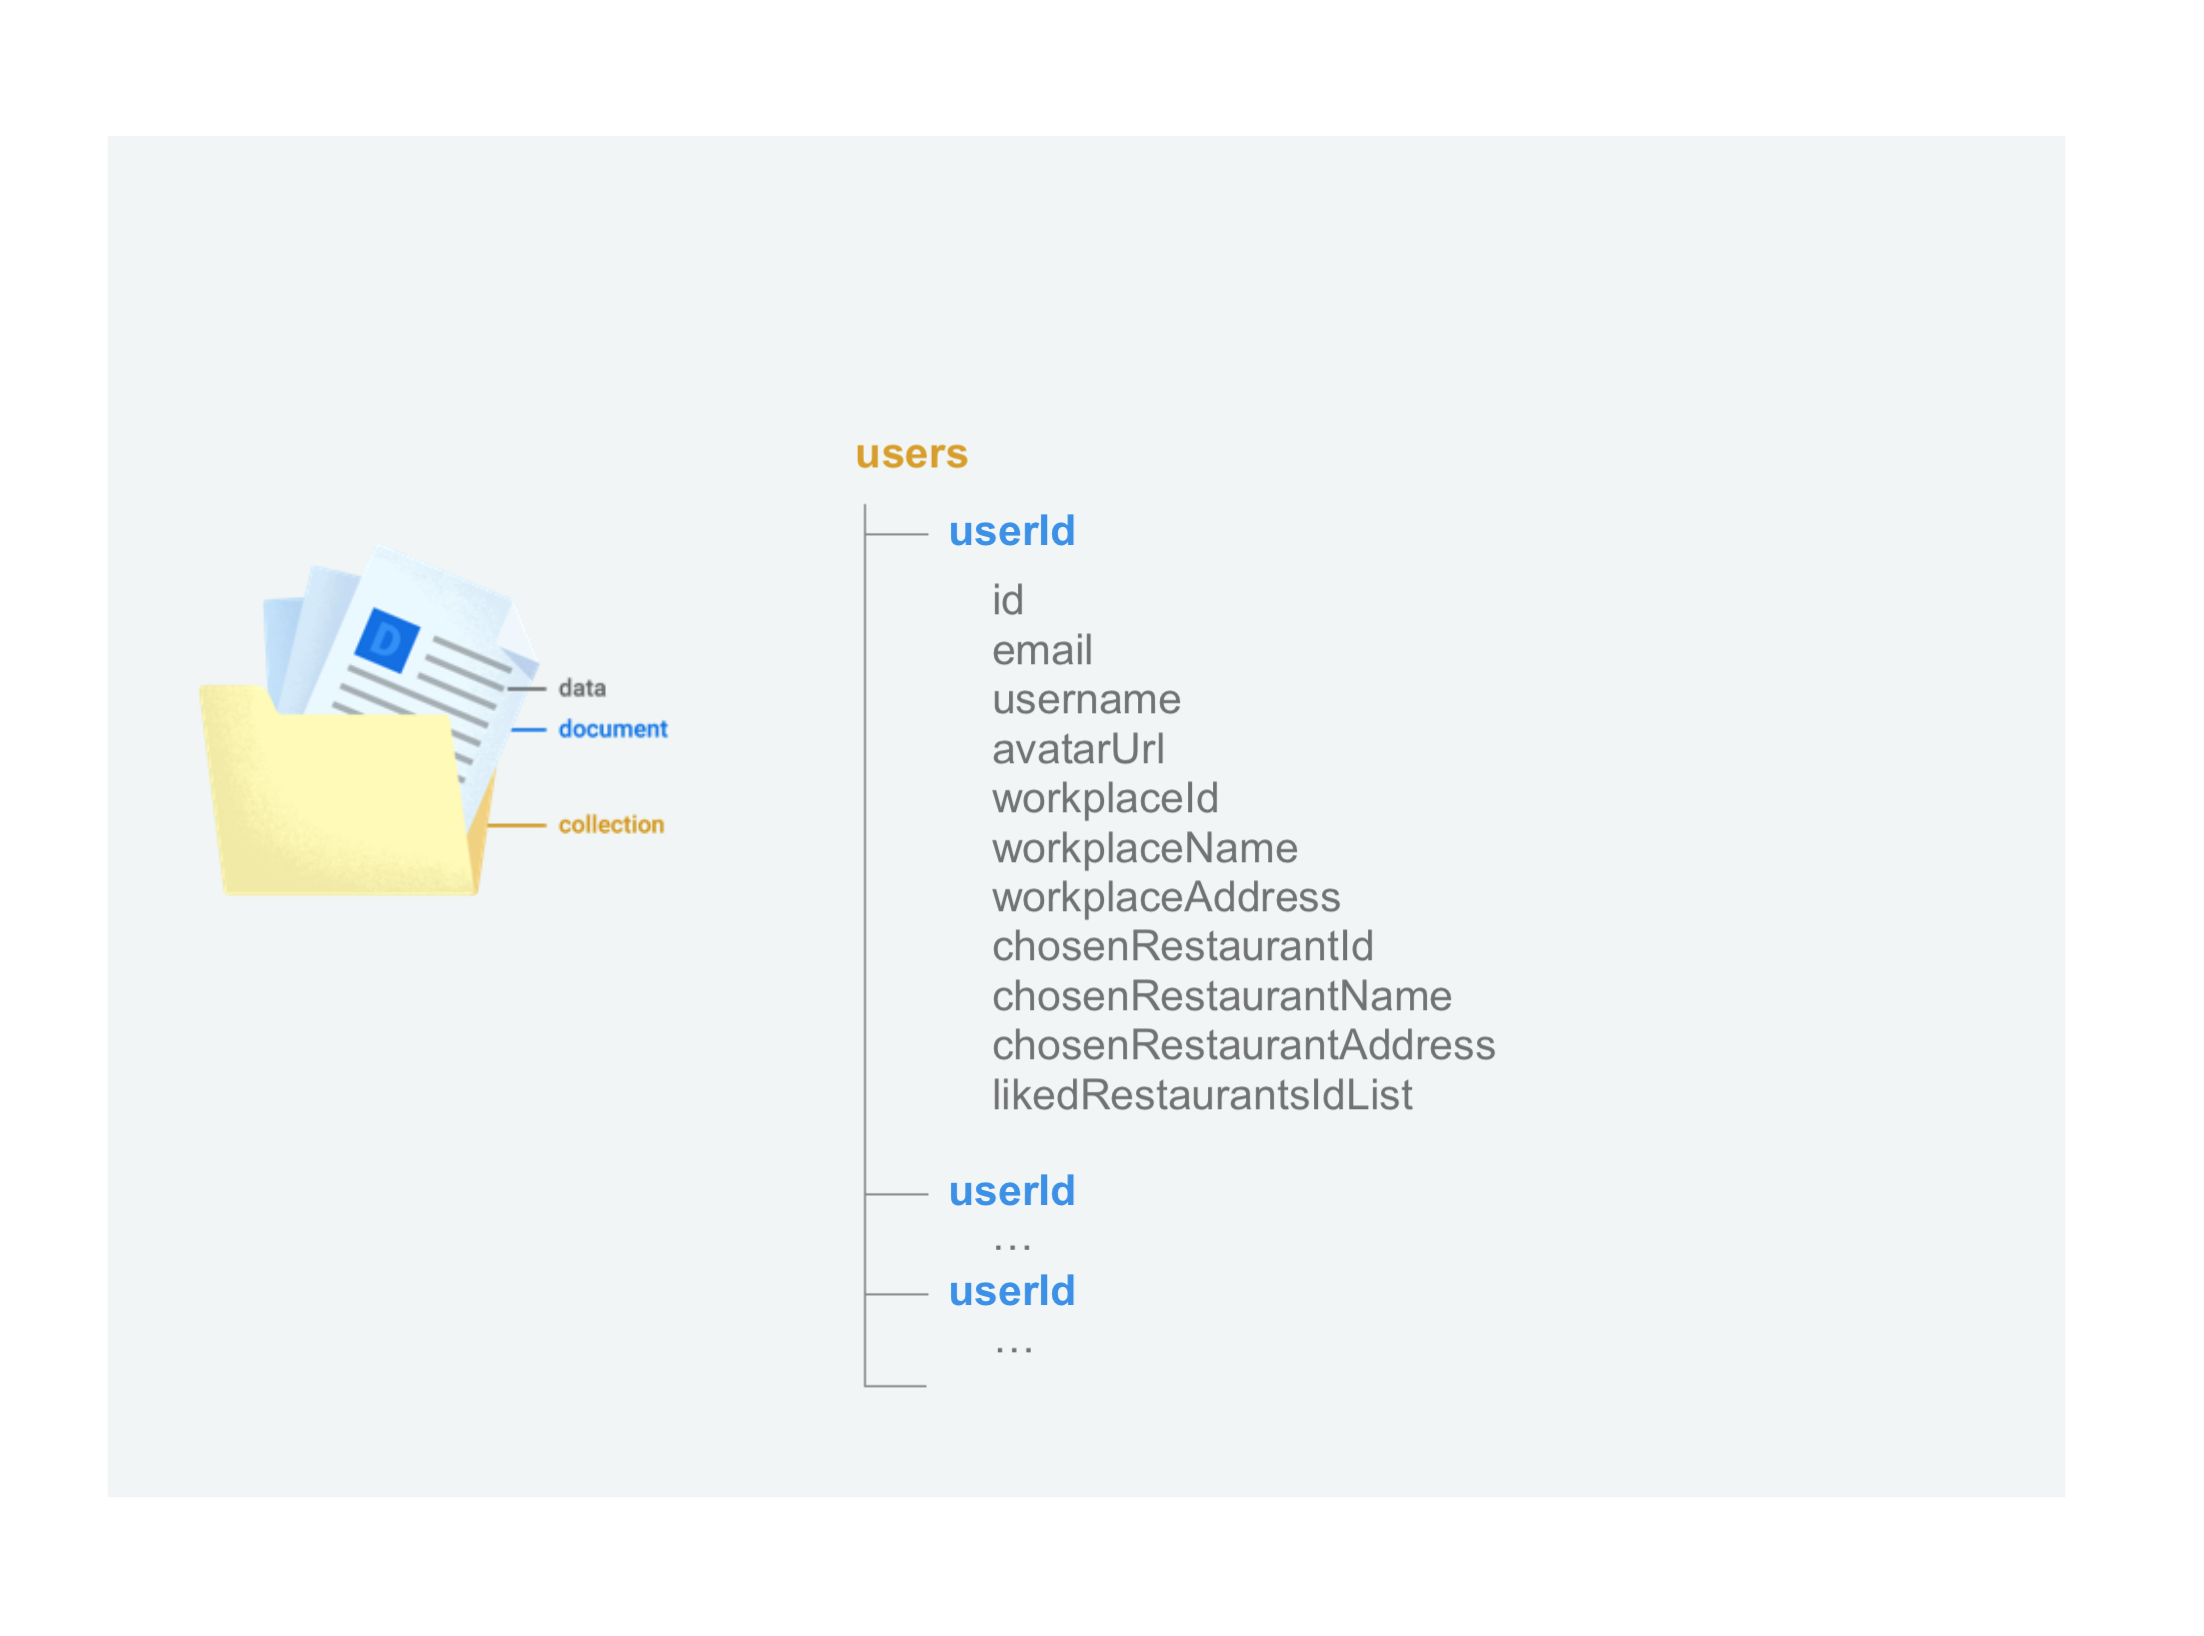 D
data
document
collection
users
userId
id
email
username
avatarUrl
workplaceId
workplaceName
workplaceAddress
chosenRestaurantId
chosenRestaurantName
chosenRestaurantAddress
likedRestaurantsIdList
userId
…
userId
…